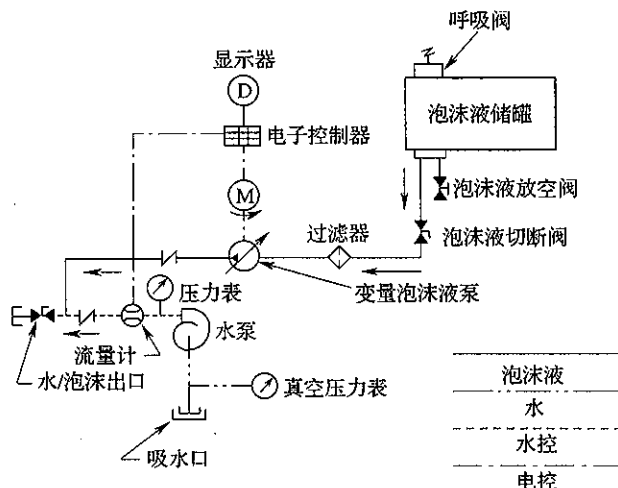 呼吸阀
显示器
D
泡沫液储罐
电子控制器
M
泡沫液放空阀
过滤器
泡沫液切断阀
压力表
变量泡沫液泵
水泵
流量计
水/泡沫出口
真空压力表
吸水口
泡沫液
水
水控
电控